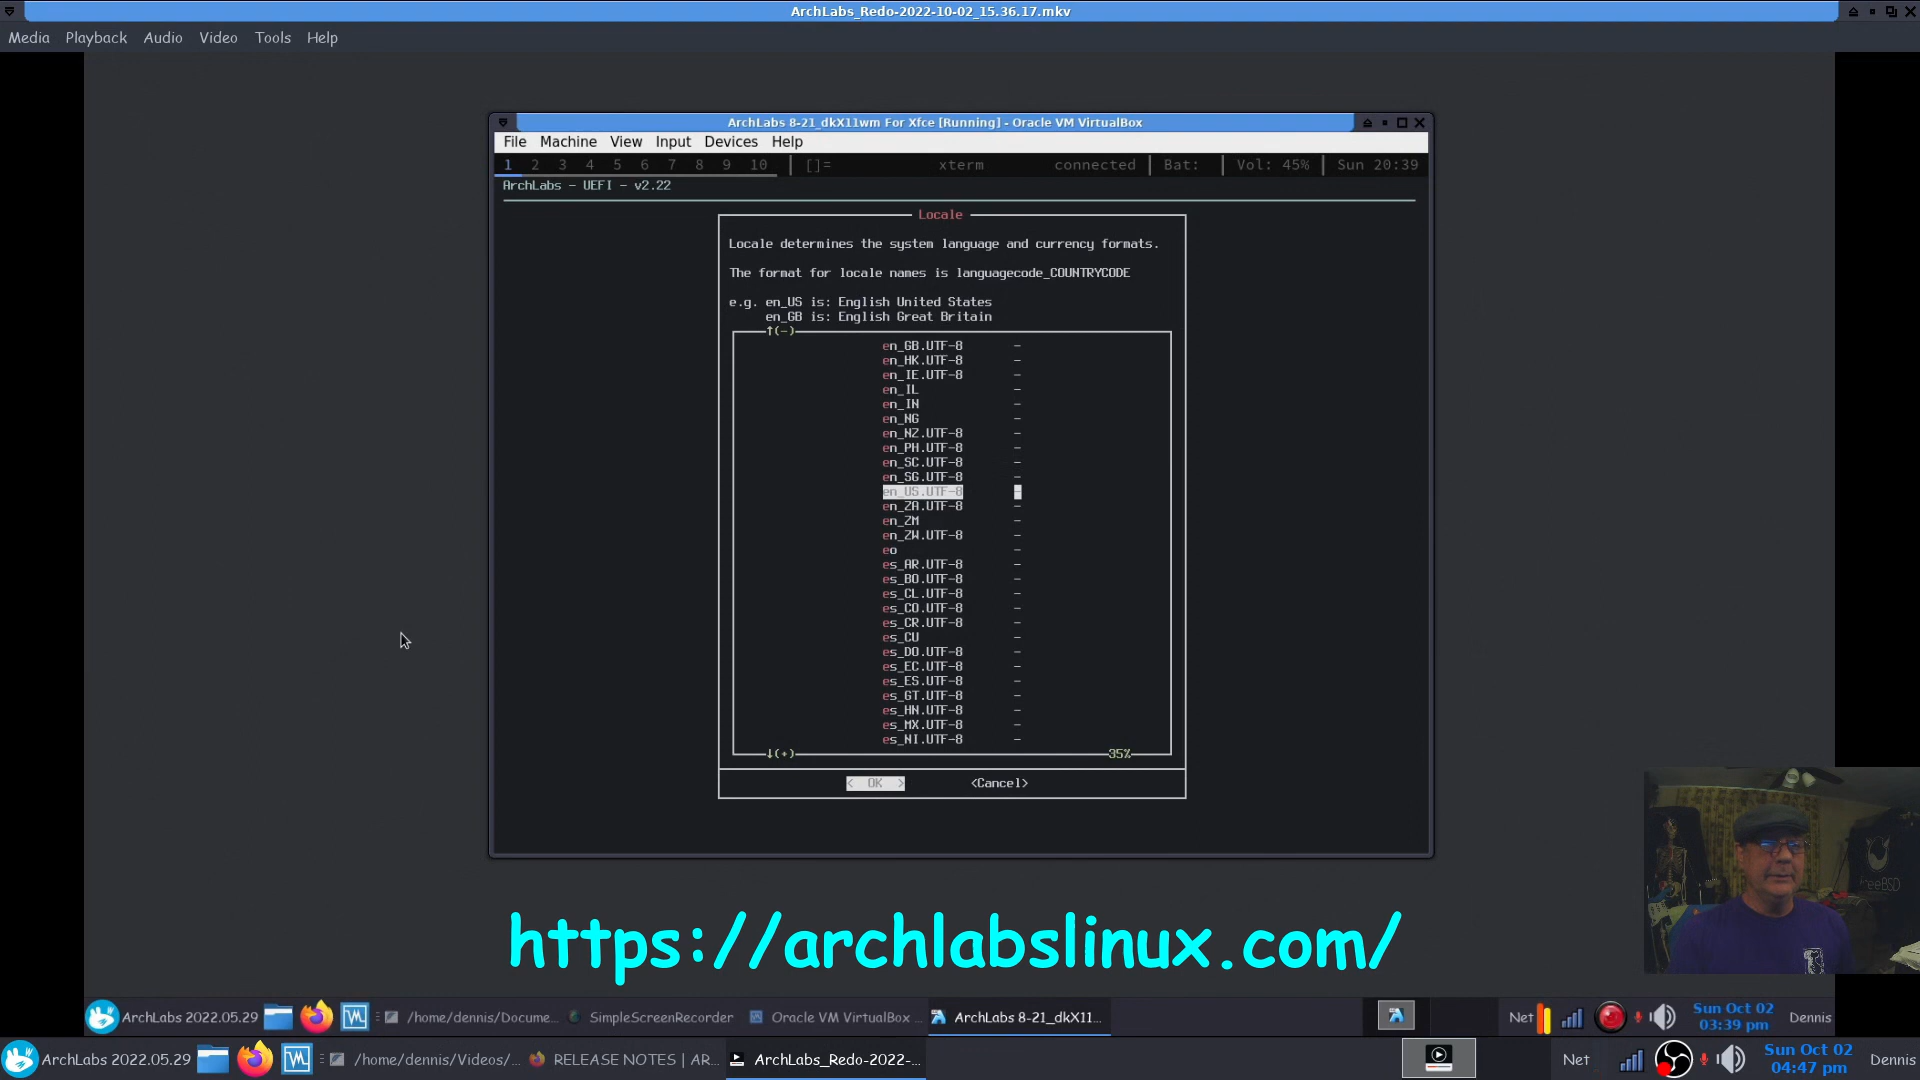 ArchLabs_Redo-2022-10-02_15.36.17.mkv
Media Playback Audio Video Tools Help
ArchLabs 8-21_dkX11wm For Xfce [Running] - Oracle VM VirtualBox
File Machine View Input Devices Help
1 2 3 4 5 6 7 8 9 10 | []= xterm connected | Bat: | Vol: 45% | Sun 20:39
ArchLabs - UEFI - v2.22
Locale
Locale determines the system language and currency formats.
The format for locale names is languagecode_COUNTRYCODE
e.g. en_US is: English United States
en_GB is: English Great Britain
↑(-)
en_GB.UTF-8 -
en_HK.UTF-8 -
en_IE.UTF-8 -
en_IL -
en_IN -
en_NG -
en_NZ.UTF-8 -
en_PH.UTF-8 -
en_SC.UTF-8 -
en_SG.UTF-8 -
en_US.UTF-8 -
en_ZA.UTF-8 -
en_ZM -
en_ZW.UTF-8 -
eo -
es_AR.UTF-8 -
es_BO.UTF-8 -
es_CL.UTF-8 -
es_CO.UTF-8 -
es_CR.UTF-8 -
es_CU -
es_DO.UTF-8 -
es_EC.UTF-8 -
es_ES.UTF-8 -
es_GT.UTF-8 -
es_HN.UTF-8 -
es_MX.UTF-8 -
es_NI.UTF-8 -
↓(+) 35%
< OK > <Cancel>
freeBSD
https://archlabslinux.com/
ArchLabs 2022.05.29 /home/dennis/Docume... SimpleScreenRecorder Oracle VM VirtualBox ... ArchLabs 8-21_dkX11... Net Sun Oct 02 03:39 pm Dennis
ArchLabs 2022.05.29 /home/dennis/Videos/... RELEASE NOTES | AR... ArchLabs_Redo-2022-... Net Sun Oct 02 04:47 pm Dennis